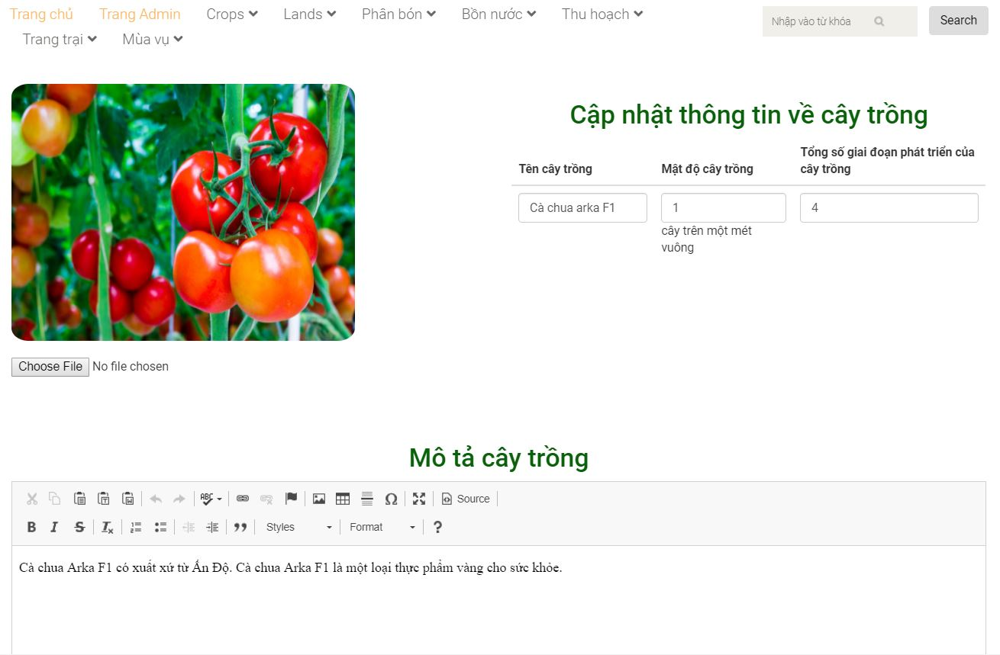 Trang chủ Trang Admin Crops Lands Phân bón Bồn nước Thu hoạch
Nhập vào từ khóa Search
Trang trại Mùa vụ
Cập nhật thông tin về cây trồng
Tên cây trồng Mật độ cây trồng Tổng số giai đoạn phát triển của cây trồng
Cà chua arka F1 1 4
cây trên một mét
vuông
Choose File No file chosen
Mô tả cây trồng
ABC Source
B I S Tx Styles Format ?
Cà chua Arka F1 có xuất xứ từ Ấn Độ. Cà chua Arka F1 là một loại thực phẩm vàng cho sức khỏe.